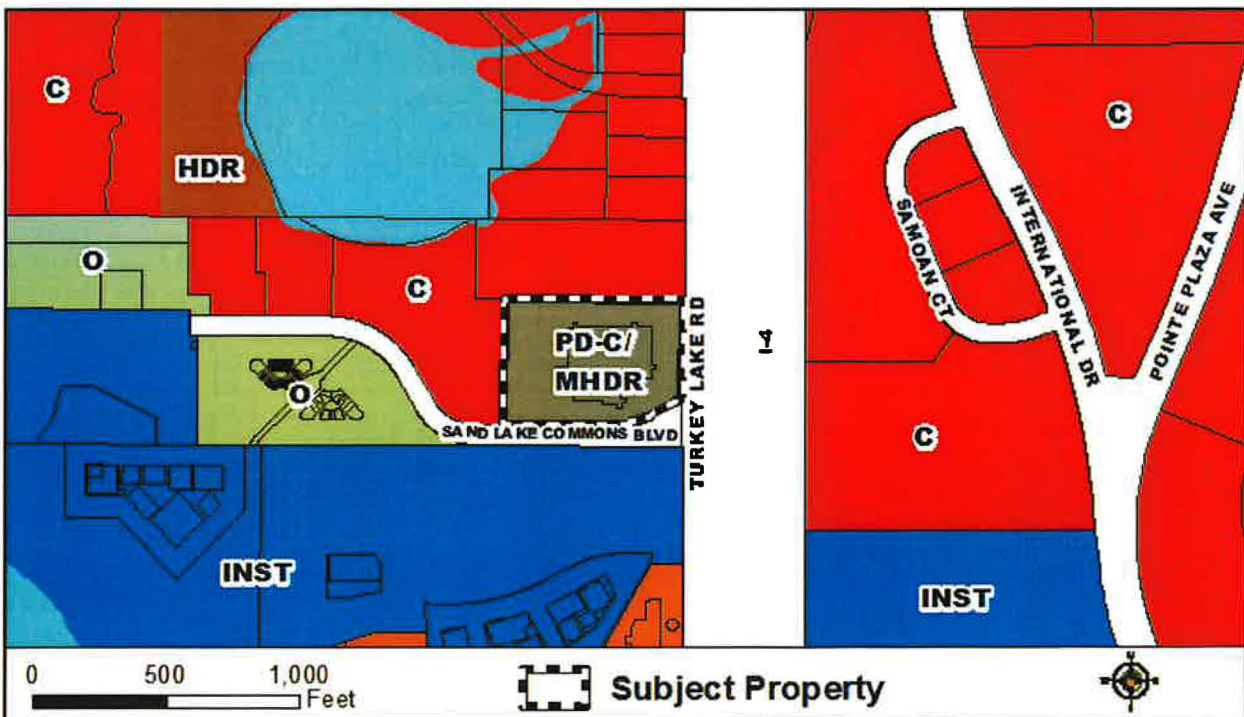 C
HDR
C
O
C
PD-C/
MHDR
O
SAND LAKE COMMONS BLVD
TURKEY LAKE RD
I-4
SAMOAN CT
INTERNATIONAL DR
POINTE PLAZA AVE
C
INST
INST
0 500 1,000
Feet
Subject Property